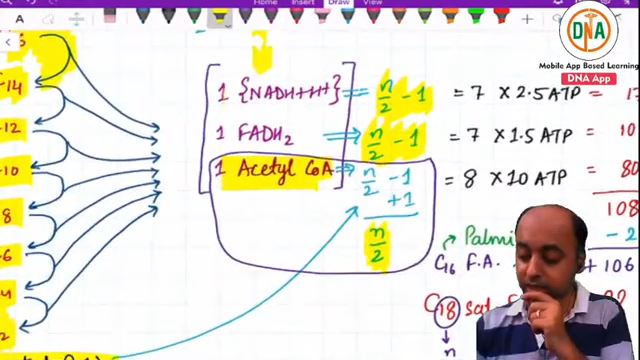 Home Insert Draw View
DNA
Mobile App Based Learning
DNA App
-14
-12
-10
8
-6
4
2
1 {NADH+H+} ⇒ n/2 - 1 = 7 × 2.5 ATP = 17
1 FADH2 ⇒ n/2 - 1 = 7 × 1.5 ATP = 10
1 Acetyl CoA ⇒ n/2 - 1 = 8 × 10 ATP = 80
+1
n/2
108
- 2
Palmi
C16 F.A. + 106
C18 sat
n